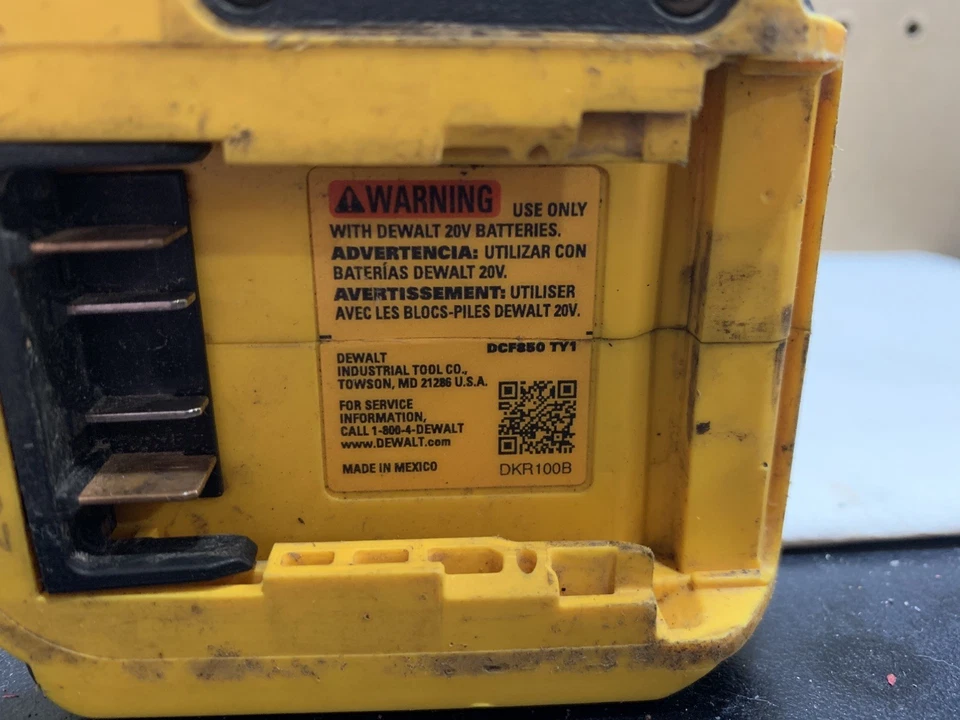 WARNING USE ONLY
WITH DEWALT 20V BATTERIES.
ADVERTENCIA: UTILIZAR CON
BATERÍAS DEWALT 20V.
AVERTISSEMENT: UTILISER
AVEC LES BLOCS-PILES DEWALT 20V.
DCF850 TY1
DEWALT
INDUSTRIAL TOOL CO.,
TOWSON, MD 21286 U.S.A.
FOR SERVICE
INFORMATION,
CALL 1-800-4-DEWALT
www.DEWALT.com
MADE IN MEXICO
DKR100B